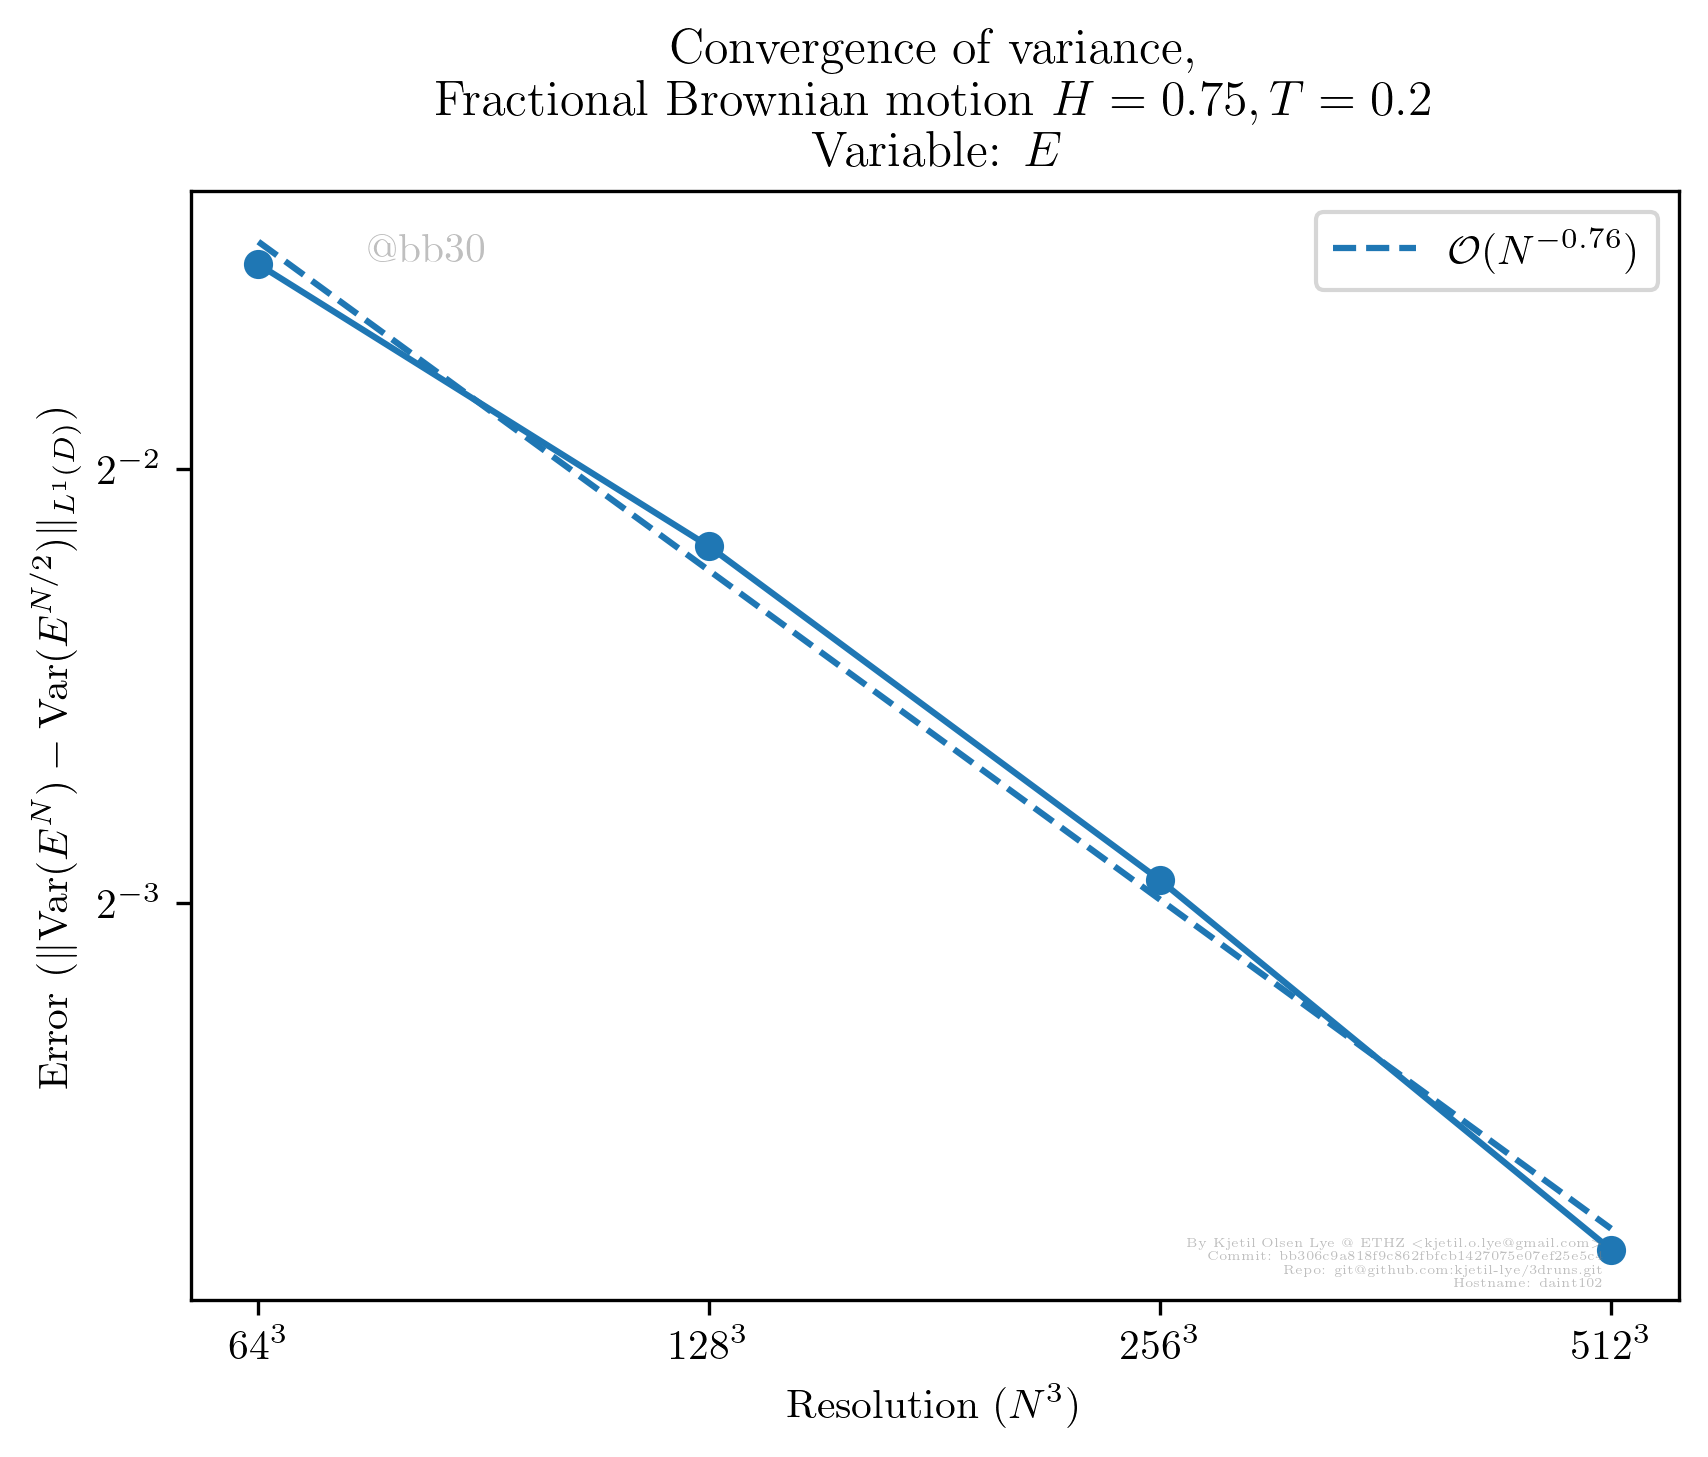 Convergence of variance,
Fractional Brownian motion H = 0.75, T = 0.2
Variable: E
@bb30
O(N^{-0.76})
Error (‖Var(E^N) − Var(E^{N/2})‖_{L^1(D)})
2^{-2}
2^{-3}
By Kjetil Olsen Lye @ ETHZ <kjetil.o.lye@gmail.com>
Commit:
Repo: git@github.com:kjetil-lye/3druns.git
Hostname: daint102
64^3 128^3 256^3 512^3
Resolution (N^3)